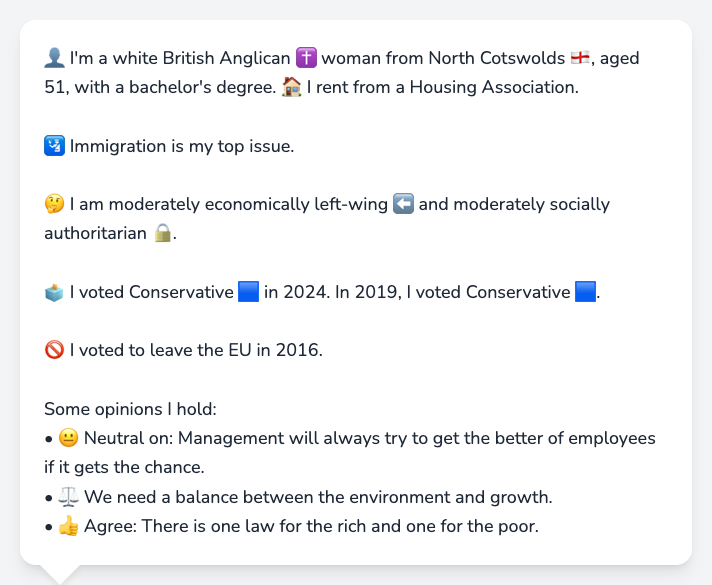 👤 I'm a white British Anglican ✝️ woman from North Cotswolds 🏴󠁧󠁢󠁥󠁮󠁧󠁿, aged
51, with a bachelor's degree. 🏠 I rent from a Housing Association.
🛂 Immigration is my top issue.
🤔 I am moderately economically left-wing ⬅️ and moderately socially
authoritarian 🔒.
🗳️ I voted Conservative 🟦 in 2024. In 2019, I voted Conservative 🟦.
🚫 I voted to leave the EU in 2016.
Some opinions I hold:
• 😐 Neutral on: Management will always try to get the better of employees
if it gets the chance.
• ⚖️ We need a balance between the environment and growth.
• 👍 Agree: There is one law for the rich and one for the poor.